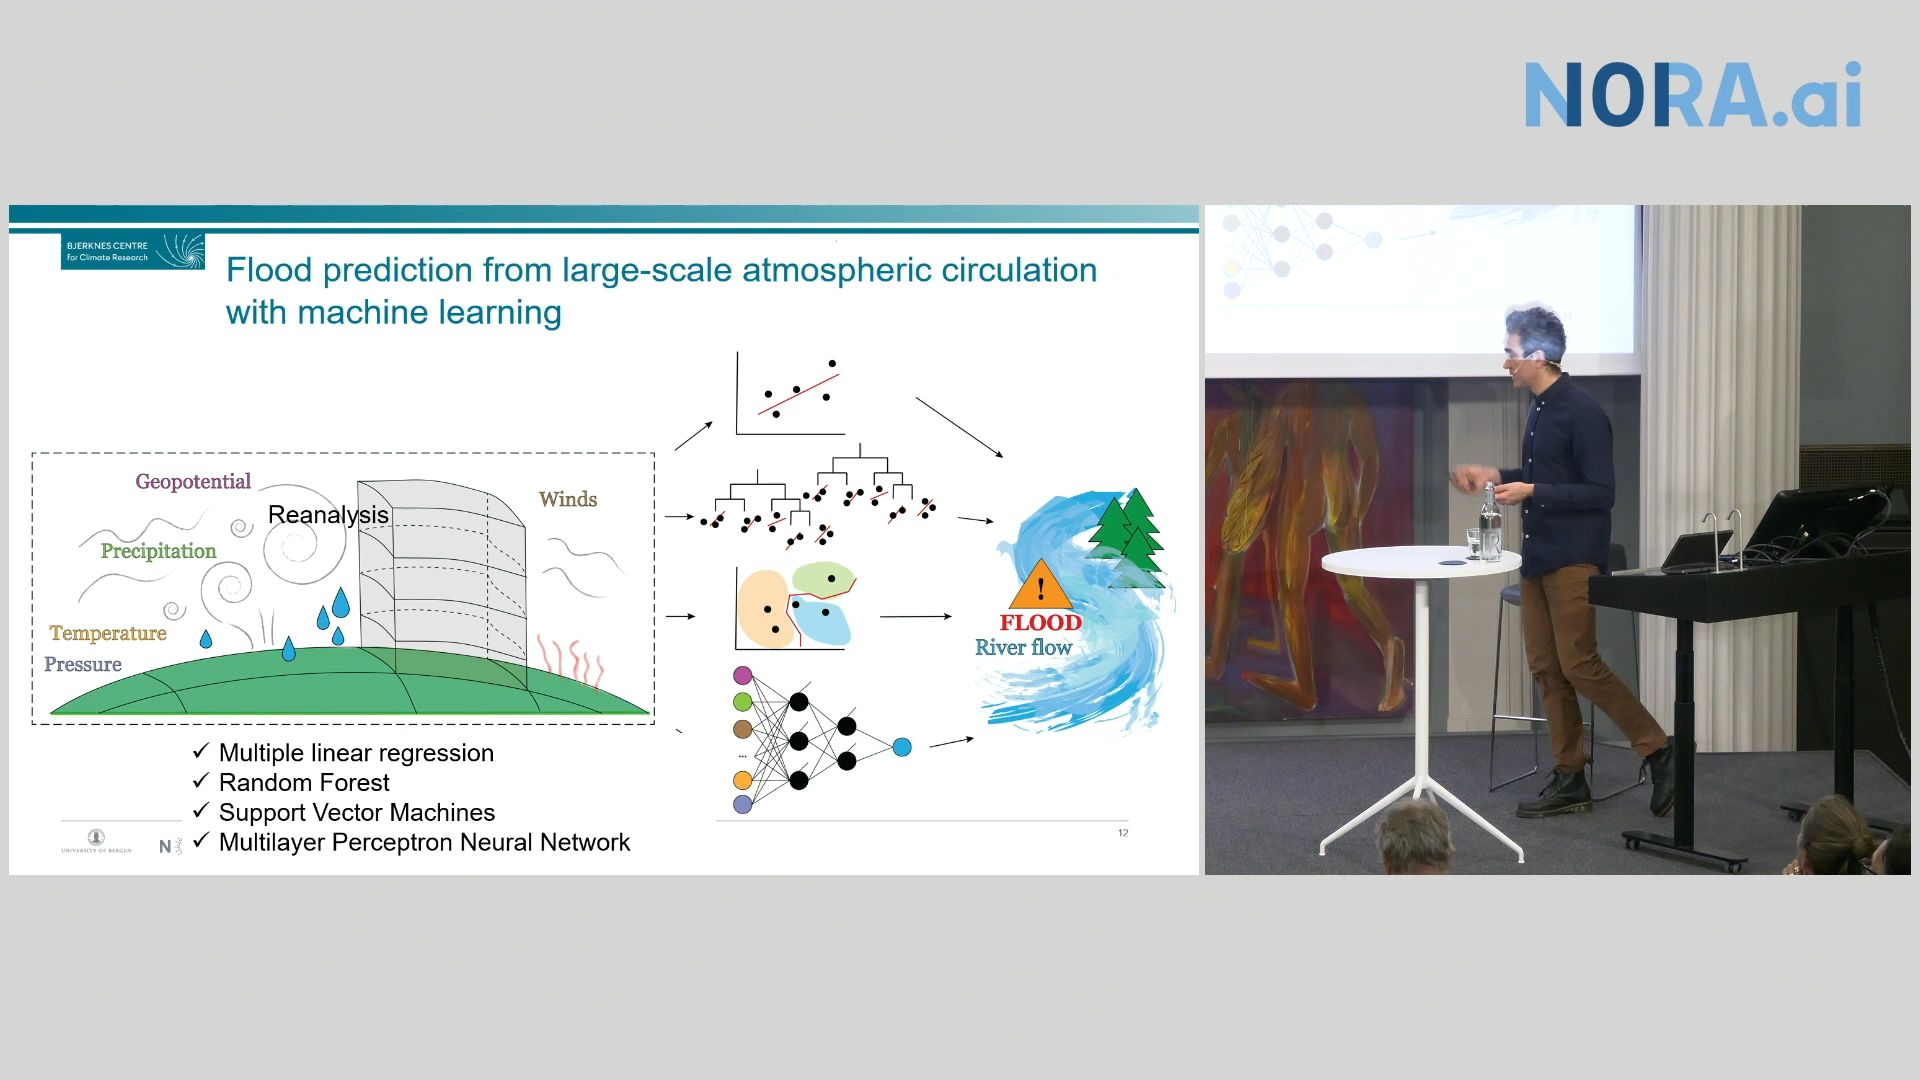 NORA.ai
BJERKNES CENTRE
for Climate Research
Flood prediction from large-scale atmospheric circulation
with machine learning
Geopotential
Winds
Reanalysis
Precipitation
Temperature
Pressure
...
!
FLOOD
River flow
✓ Multiple linear regression
✓ Random Forest
✓ Support Vector Machines
✓ Multilayer Perceptron Neural Network
UNIVERSITY OF BERGEN
N
12
12